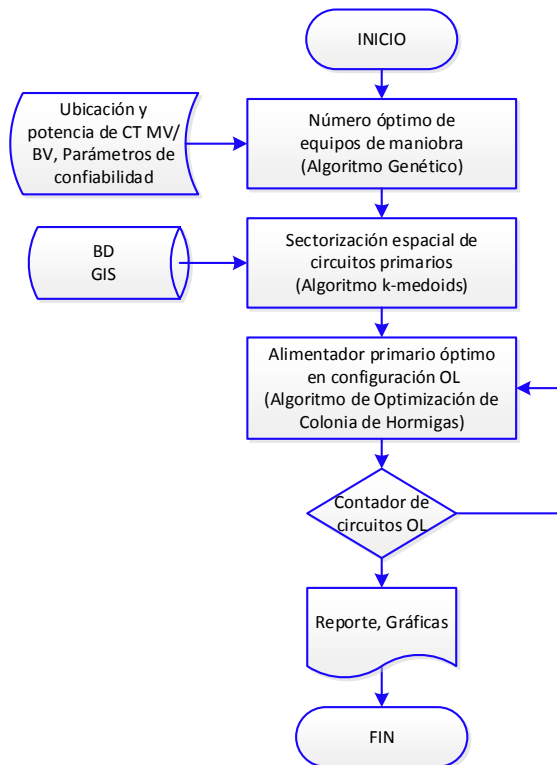 INICIO
Ubicación y
potencia de CT MV/
BV, Parámetros de
confiabilidad
Número óptimo de
equipos de maniobra
(Algoritmo Genético)
BD
GIS
Sectorización espacial de
circuitos primarios
(Algoritmo k-medoids)
Alimentador primario óptimo
en configuración OL
(Algoritmo de Optimización de
Colonia de Hormigas)
Contador de
circuitos OL
Reporte, Gráficas
FIN